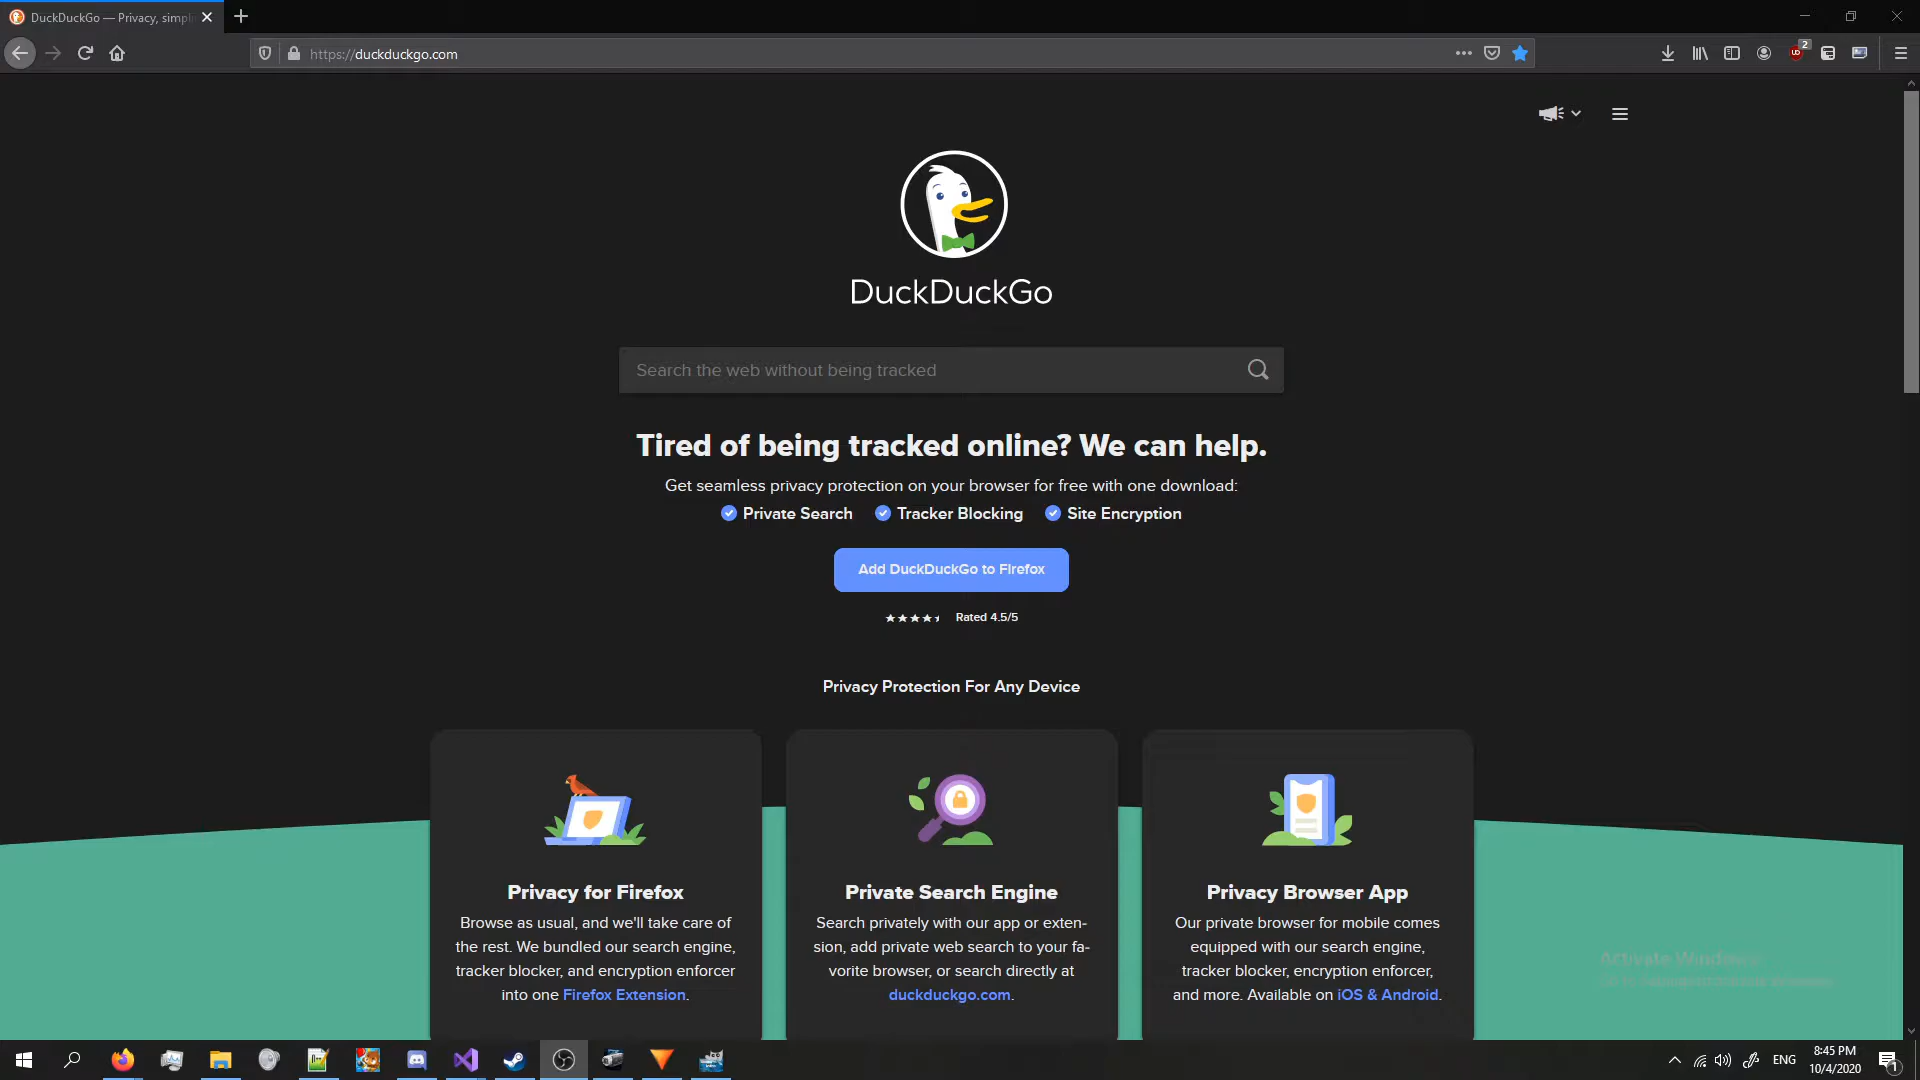 DuckDuckGo — Privacy, simpli
https://duckduckgo.com
2
DuckDuckGo
Search the web without being tracked
Tired of being tracked online? We can help.
Get seamless privacy protection on your browser for free with one download:
Private Search Tracker Blocking Site Encryption
Add DuckDuckGo to Firefox
Rated 4.5/5
Privacy Protection For Any Device
Privacy for Firefox
Browse as usual, and we'll take care of
the rest. We bundled our search engine,
tracker blocker, and encryption enforcer
into one Firefox Extension.
Private Search Engine
Search privately with our app or exten-
sion, add private web search to your fa-
vorite browser, or search directly at
duckduckgo.com.
Privacy Browser App
Our private browser for mobile comes
equipped with our search engine,
tracker blocker, encryption enforcer,
and more. Available on iOS & Android.
Activate Windows
ENG
8:45 PM
10/4/2020
1